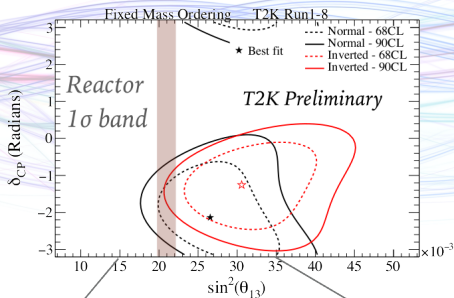 Fixed Mass Ordering T2K Run1-8
3
Normal - 68CL
Normal - 90CL
Best fit
Inverted - 68CL
Inverted - 90CL
2
Reactor
1σ band
T2K Preliminary
1
0
−1
−2
−3
δCP (Radians)
10 15 20 25 30 35 40 45 50 ×10⁻³
sin²(θ13)